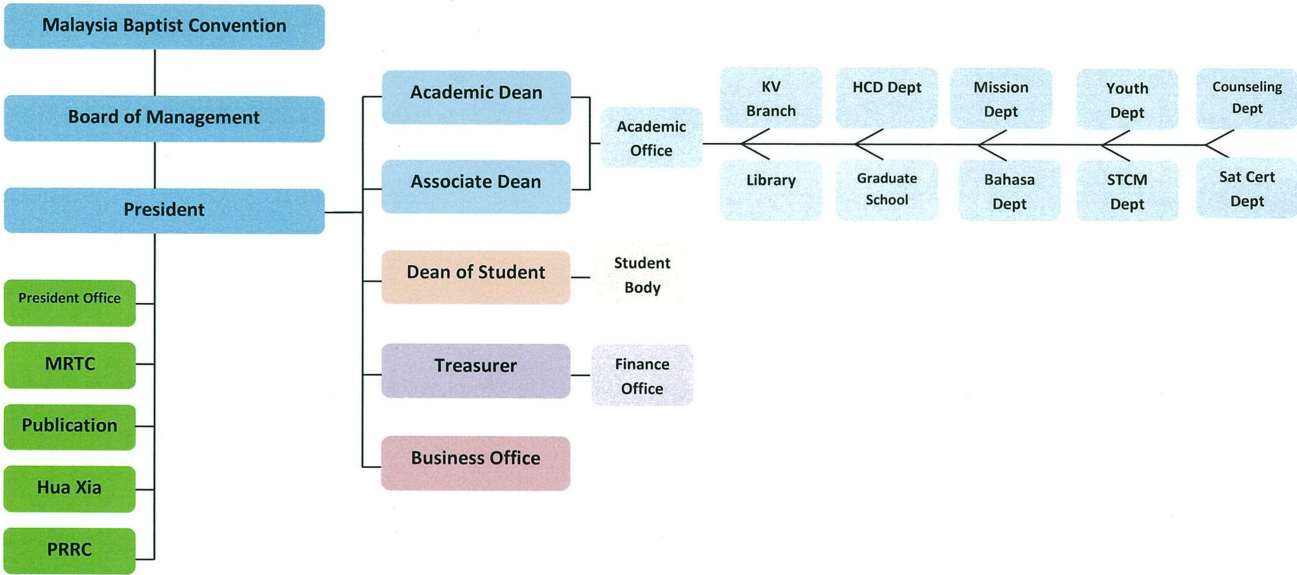 Malaysia Baptist Convention
Board of Management
President
President Office
MRTC
Publication
Hua Xia
PRRC
Academic Dean
Associate Dean
Dean of Student
Treasurer
Business Office
Academic
Office
Student
Body
Finance
Office
KV
Branch
HCD Dept
Mission
Dept
Youth
Dept
Counseling
Dept
Library
Graduate
School
Bahasa
Dept
STCM
Dept
Sat Cert
Dept